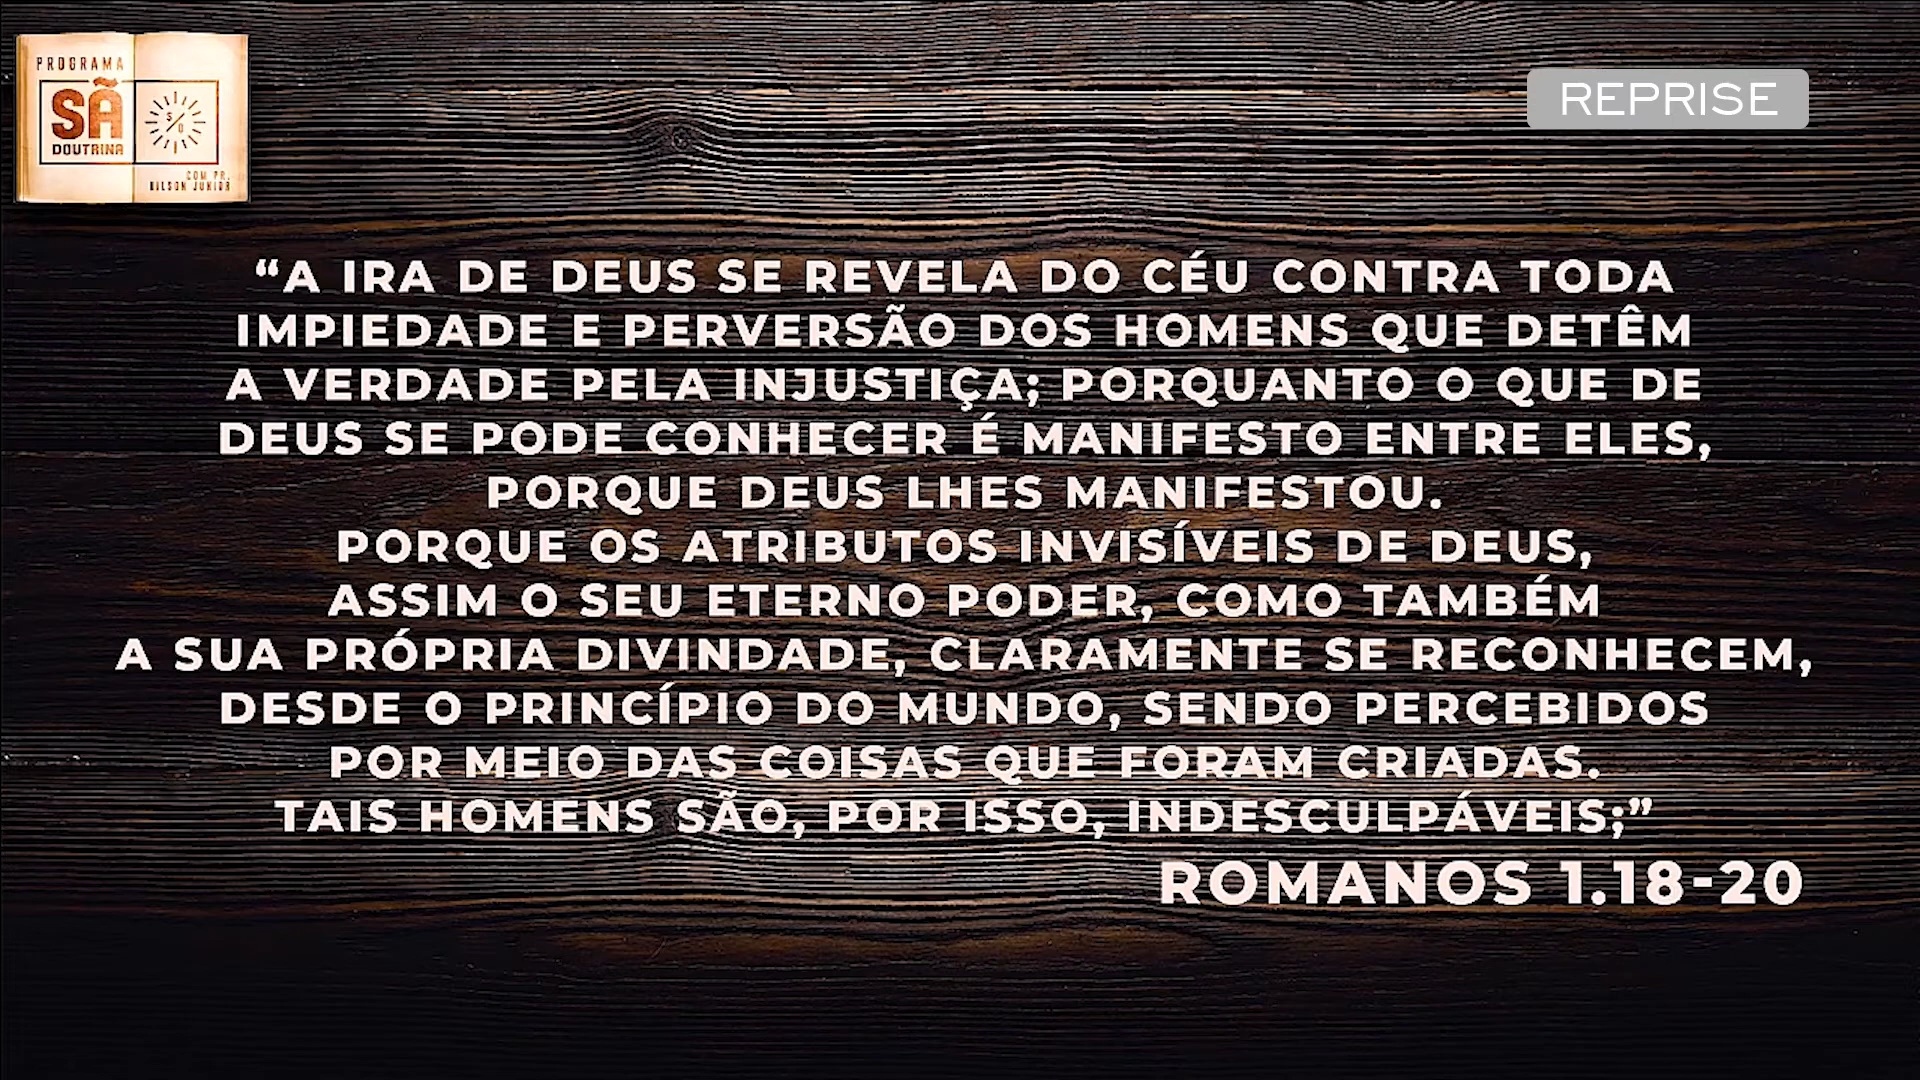 PROGRAMA
SÃ
DOUTRINA
S/D
COM PR.
REPRISE
“A IRA DE DEUS SE REVELA DO CÉU CONTRA TODA
IMPIEDADE E PERVERSÃO DOS HOMENS QUE DETÊM
A VERDADE PELA INJUSTIÇA; PORQUANTO O QUE DE
DEUS SE PODE CONHECER É MANIFESTO ENTRE ELES,
PORQUE DEUS LHES MANIFESTOU.
PORQUE OS ATRIBUTOS INVISÍVEIS DE DEUS,
ASSIM O SEU ETERNO PODER, COMO TAMBÉM
A SUA PRÓPRIA DIVINDADE, CLARAMENTE SE RECONHECEM,
DESDE O PRINCÍPIO DO MUNDO, SENDO PERCEBIDOS
POR MEIO DAS COISAS QUE FORAM CRIADAS.
TAIS HOMENS SÃO, POR ISSO, INDESCULPÁVEIS;”
ROMANOS 1.18-20